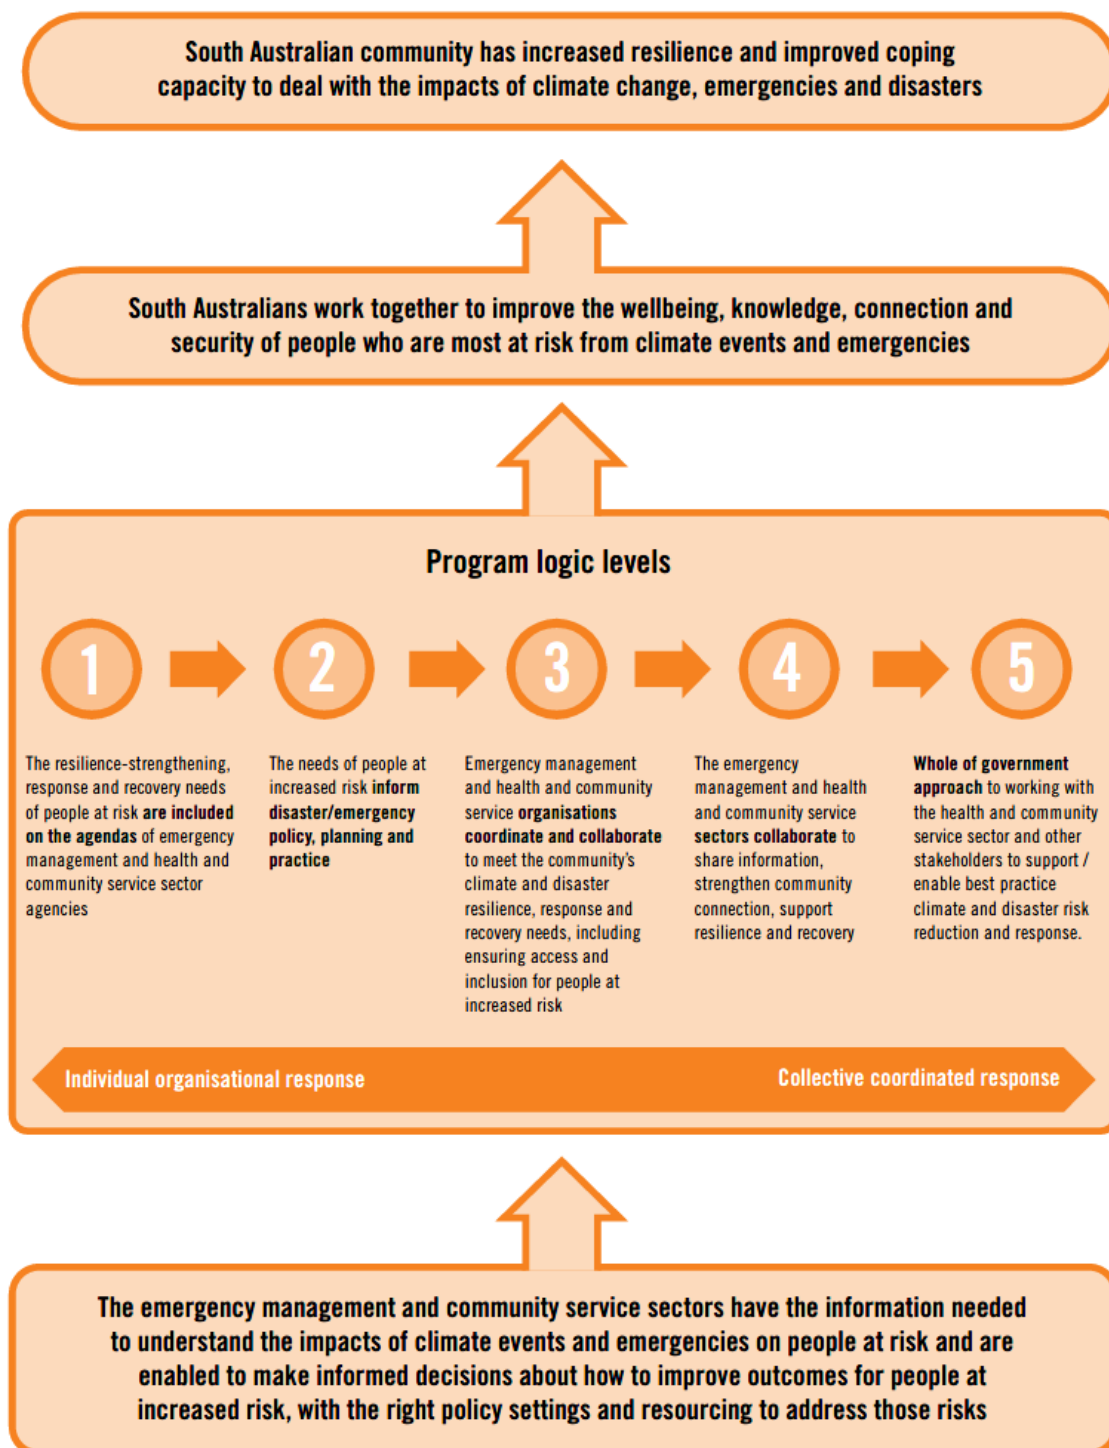 South Australian community has increased resilience and improved coping
capacity to deal with the impacts of climate change, emergencies and disasters
South Australians work together to improve the wellbeing, knowledge, connection and
security of people who are most at risk from climate events and emergencies
Program logic levels
1
2
3
4
5
The resilience-strengthening,
response and recovery needs
of people at risk are included
on the agendas of emergency
management and health and
community service sector
agencies
The needs of people at
increased risk inform
disaster/emergency
policy, planning and
practice
Emergency management
and health and community
service organisations
coordinate and collaborate
to meet the community's
climate and disaster
resilience, response and
recovery needs, including
ensuring access and
inclusion for people at
increased risk
The emergency
management and health
and community service
sectors collaborate to
share information,
strengthen community
connection, support
resilience and recovery
Whole of government
approach to working with
the health and community
service sector and other
stakeholders to support /
enable best practice
climate and disaster risk
reduction and response.
Individual organisational response
Collective coordinated response
The emergency management and community service sectors have the information needed
to understand the impacts of climate events and emergencies on people at risk and are
enabled to make informed decisions about how to improve outcomes for people at
increased risk, with the right policy settings and resourcing to address those risks